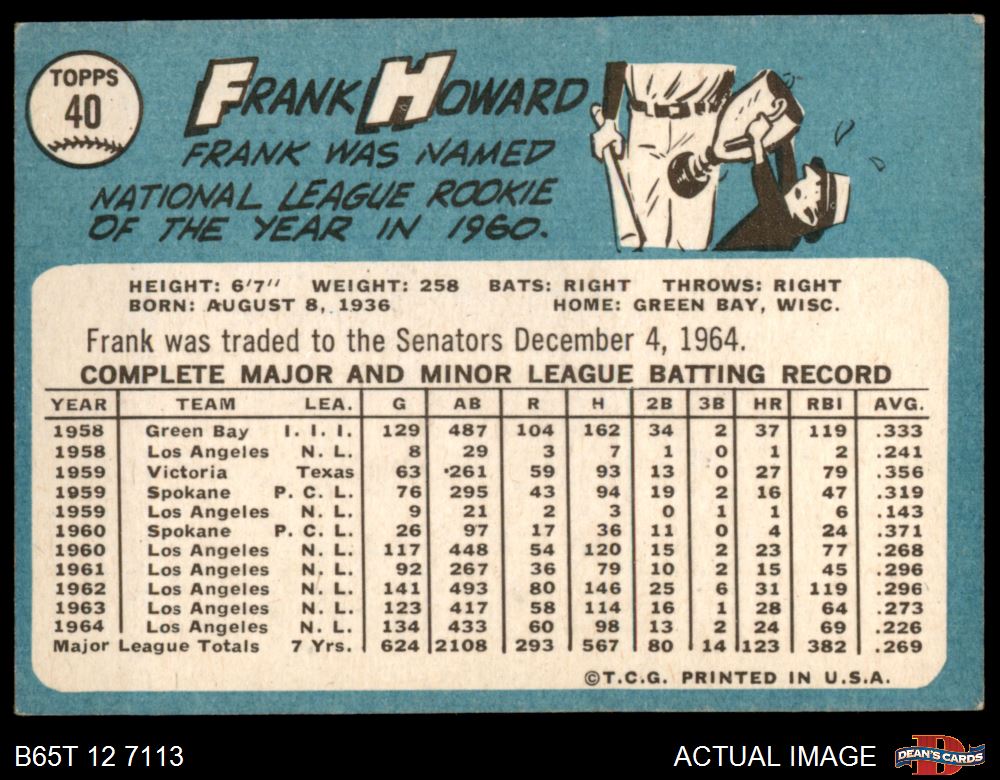 TOPPS
40
FRANK HOWARD
FRANK WAS NAMED
NATIONAL LEAGUE ROOKIE
OF THE YEAR IN 1960.
HEIGHT: 6'7" WEIGHT: 258 BATS: RIGHT THROWS: RIGHT
BORN: AUGUST 8, 1936 HOME: GREEN BAY, WISC.
Frank was traded to the Senators December 4, 1964.
COMPLETE MAJOR AND MINOR LEAGUE BATTING RECORD
YEAR TEAM LEA. G AB R H 2B 3B HR RBI AVG.
1958 Green Bay I. I. I. 129 487 104 162 34 2 37 119 .333
1958 Los Angeles N. L. 8 29 3 7 1 0 1 2 .241
1959 Victoria Texas 63 261 59 93 13 0 27 79 .356
1959 Spokane P. C. L. 76 295 43 94 19 2 16 47 .319
1959 Los Angeles N. L. 9 21 2 3 0 1 1 6 .143
1960 Spokane P. C. L. 26 97 17 36 11 0 4 24 .371
1960 Los Angeles N. L. 117 448 54 120 15 2 23 77 .268
1961 Los Angeles N. L. 92 267 36 79 10 2 15 45 .296
1962 Los Angeles N. L. 141 493 80 146 25 6 31 119 .296
1963 Los Angeles N. L. 123 417 58 114 16 1 28 64 .273
1964 Los Angeles N. L. 134 433 60 98 13 2 24 69 .226
Major League Totals 7 Yrs. 624 2108 293 567 80 14 123 382 .269
©T.C.G. PRINTED IN U.S.A.
B65T 12 7113 ACTUAL IMAGE
DEAN'S CARDS